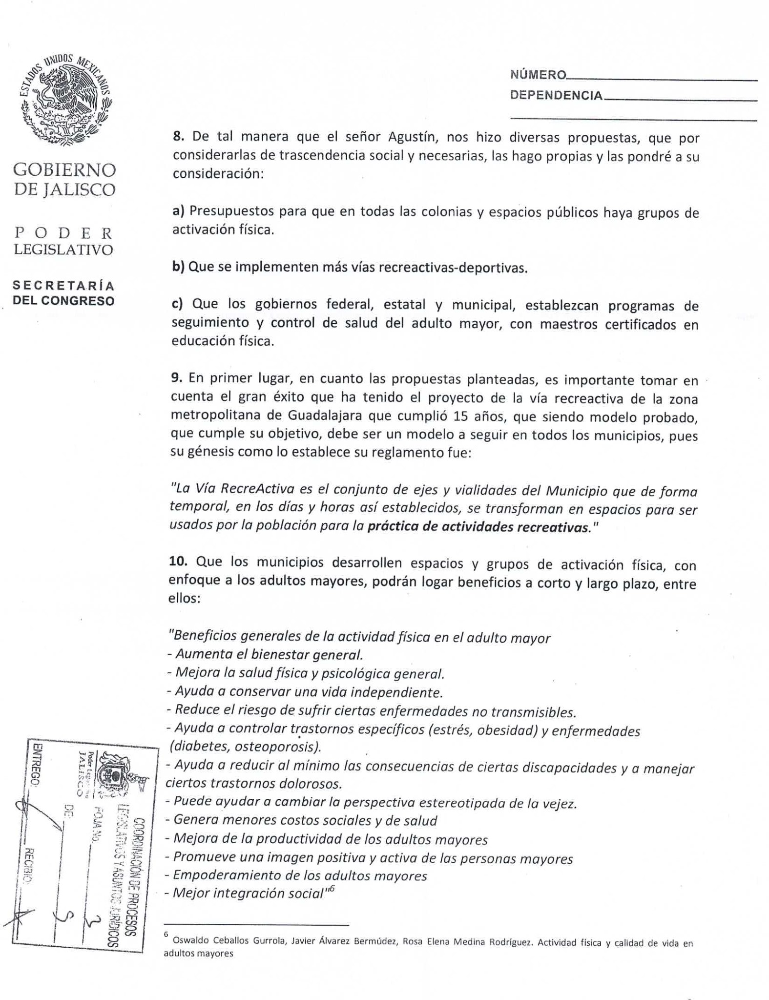 ESTADOS UNIDOS MEXICANOS
GOBIERNO
DE JALISCO
PODER
LEGISLATIVO
SECRETARÍA
DEL CONGRESO
NÚMERO
DEPENDENCIA
8. De tal manera que el señor Agustín, nos hizo diversas propuestas, que por
considerarlas de trascendencia social y necesarias, las hago propias y las pondré a su
consideración:
a) Presupuestos para que en todas las colonias y espacios públicos haya grupos de
activación física.
b) Que se implementen más vías recreactivas-deportivas.
c) Que los gobiernos federal, estatal y municipal, establezcan programas de
seguimiento y control de salud del adulto mayor, con maestros certificados en
educación física.
9. En primer lugar, en cuanto las propuestas planteadas, es importante tomar en
cuenta el gran éxito que ha tenido el proyecto de la vía recreactiva de la zona
metropolitana de Guadalajara que cumplió 15 años, que siendo modelo probado,
que cumple su objetivo, debe ser un modelo a seguir en todos los municipios, pues
su génesis como lo establece su reglamento fue:
"La Vía RecreActiva es el conjunto de ejes y vialidades del Municipio que de forma
temporal, en los días y horas así establecidos, se transforman en espacios para ser
usados por la población para la práctica de actividades recreativas."
10. Que los municipios desarrollen espacios y grupos de activación física, con
enfoque a los adultos mayores, podrán logar beneficios a corto y largo plazo, entre
ellos:
"Beneficios generales de la actividad física en el adulto mayor
- Aumenta el bienestar general.
- Mejora la salud física y psicológica general.
- Ayuda a conservar una vida independiente.
- Reduce el riesgo de sufrir ciertas enfermedades no transmisibles.
- Ayuda a controlar trastornos específicos (estrés, obesidad) y enfermedades
(diabetes, osteoporosis).
- Ayuda a reducir al mínimo las consecuencias de ciertas discapacidades y a manejar
ciertos trastornos dolorosos.
- Puede ayudar a cambiar la perspectiva estereotipada de la vejez.
- Genera menores costos sociales y de salud
- Mejora de la productividad de los adultos mayores
- Promueve una imagen positiva y activa de las personas mayores
- Empoderamiento de los adultos mayores
- Mejor integración social"6
6 Oswaldo Ceballos Gurrola, Javier Álvarez Bermúdez, Rosa Elena Medina Rodríguez. Actividad física y calidad de vida en
adultos mayores
COORDINACIÓN DE PROCESOS
LEGISLATIVOS Y ASUNTOS JURÍDICOS
Poder
JALISCO
FOJA No. 3
DE: 5
ENTREGO: RECIBIO: